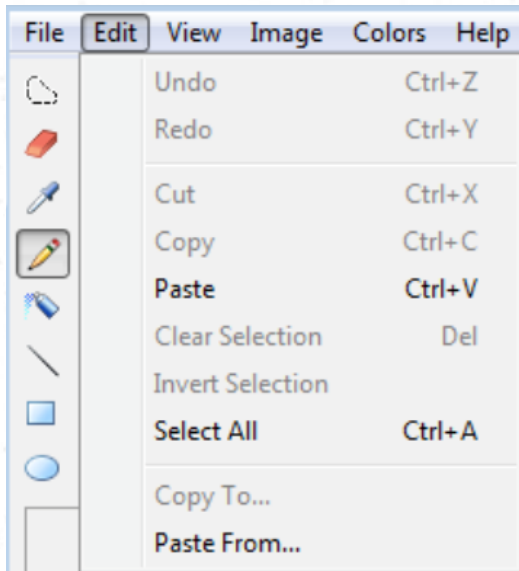 File Edit View Image Colors Help
Undo Ctrl+Z
Redo Ctrl+Y
Cut Ctrl+X
Copy Ctrl+C
Paste Ctrl+V
Clear Selection Del
Invert Selection
Select All Ctrl+A
Copy To...
Paste From...